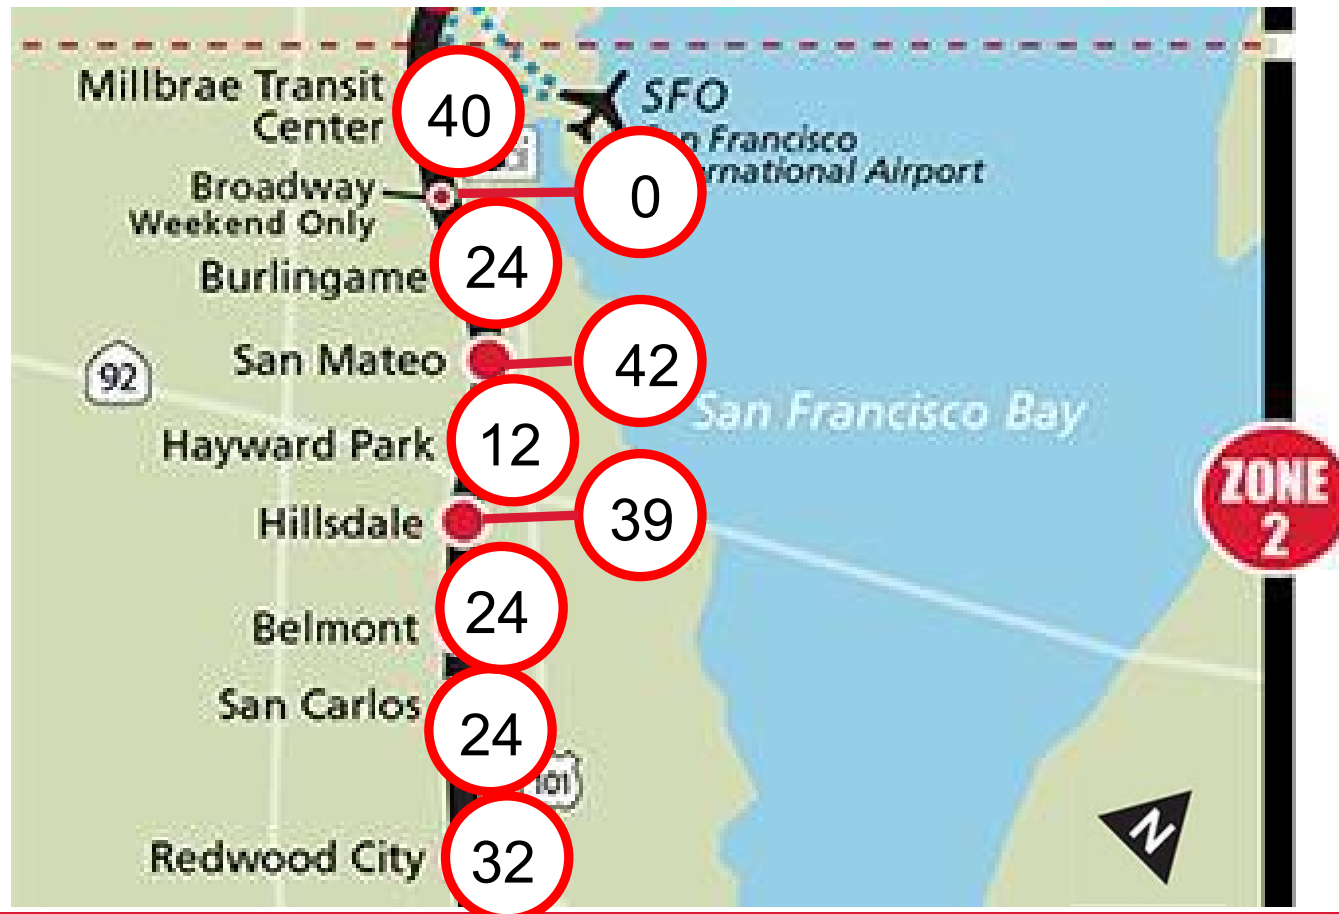 Millbrae Transit
Center
40
SFO
San Francisco
International Airport
Broadway
Weekend Only
0
Burlingame
24
San Mateo
42
92
San Francisco Bay
Hayward Park
12
ZONE
2
Hillsdale
39
Belmont
24
San Carlos
24
101
N
Redwood City
32